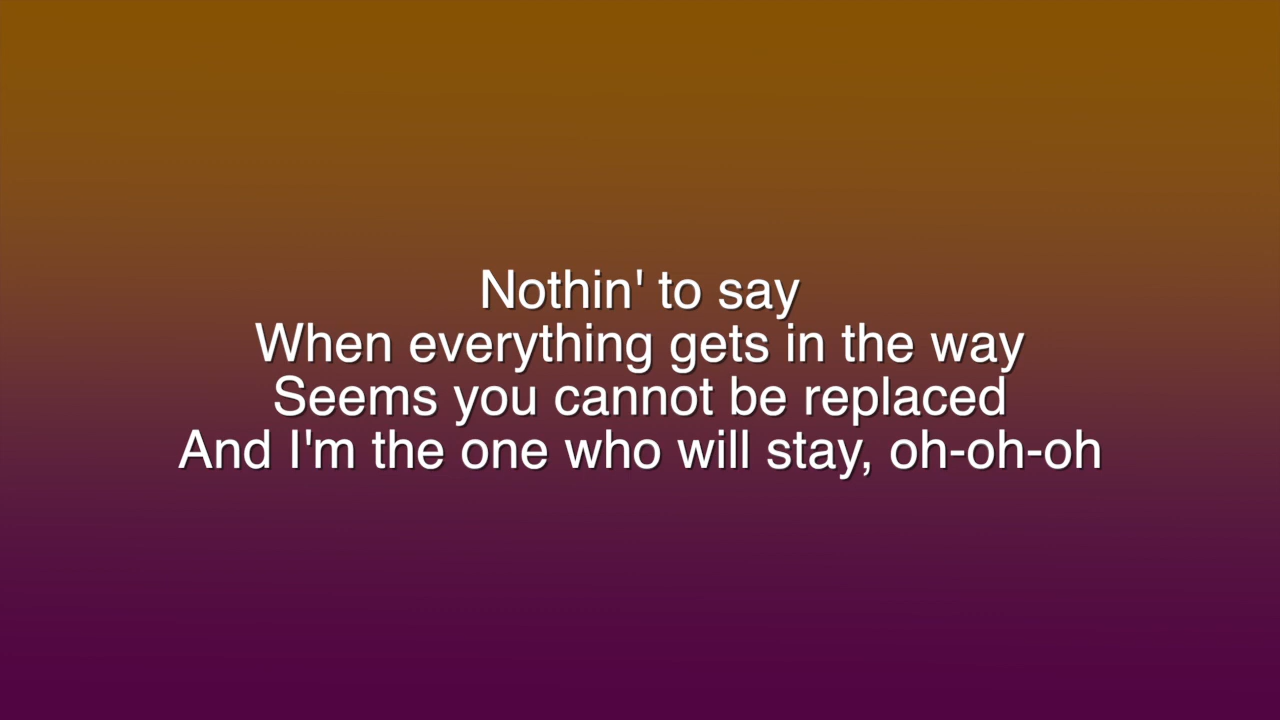 Nothin' to say
When everything gets in the way
Seems you cannot be replaced
And I'm the one who will stay, oh-oh-oh